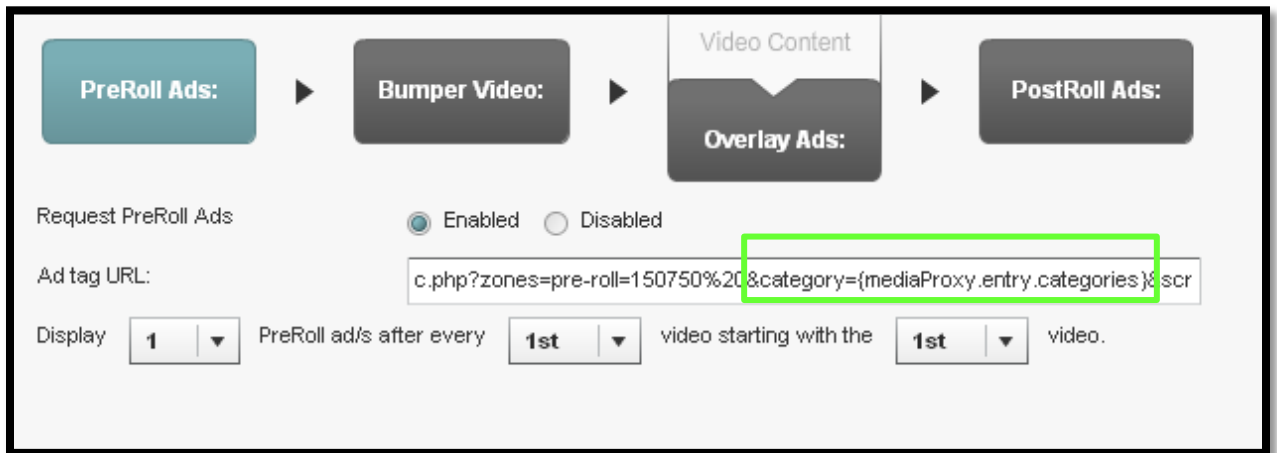 Video Content
PreRoll Ads:
Bumper Video:
Overlay Ads:
PostRoll Ads:
Request PreRoll Ads Enabled Disabled
Ad tag URL: c.php?zones=pre-roll=150750%20&category={mediaProxy.entry.categories}&scr
Display 1 PreRoll ad/s after every 1st video starting with the 1st video.